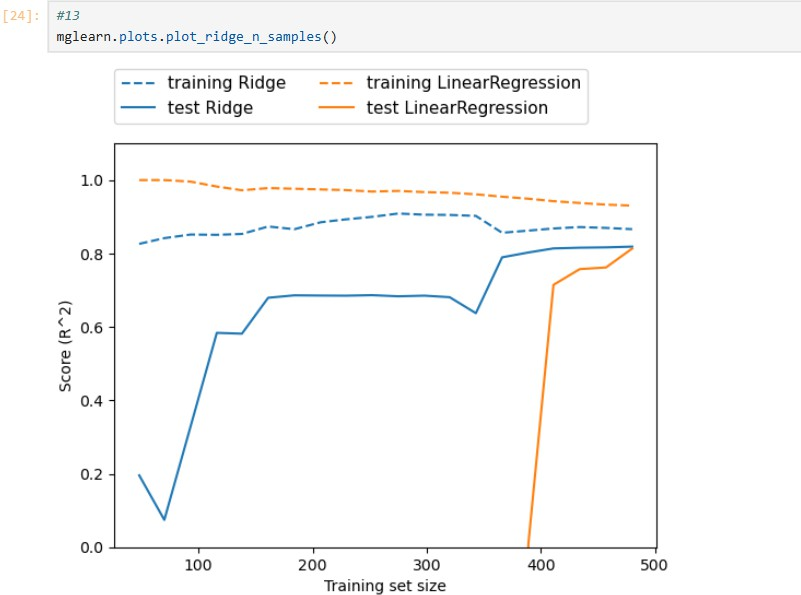 [24]: #13
mglearn.plots.plot_ridge_n_samples()
training Ridge training LinearRegression
test Ridge test LinearRegression
1.0
0.8
0.6
0.4
0.2
0.0
Score (R^2)
100 200 300 400 500
Training set size